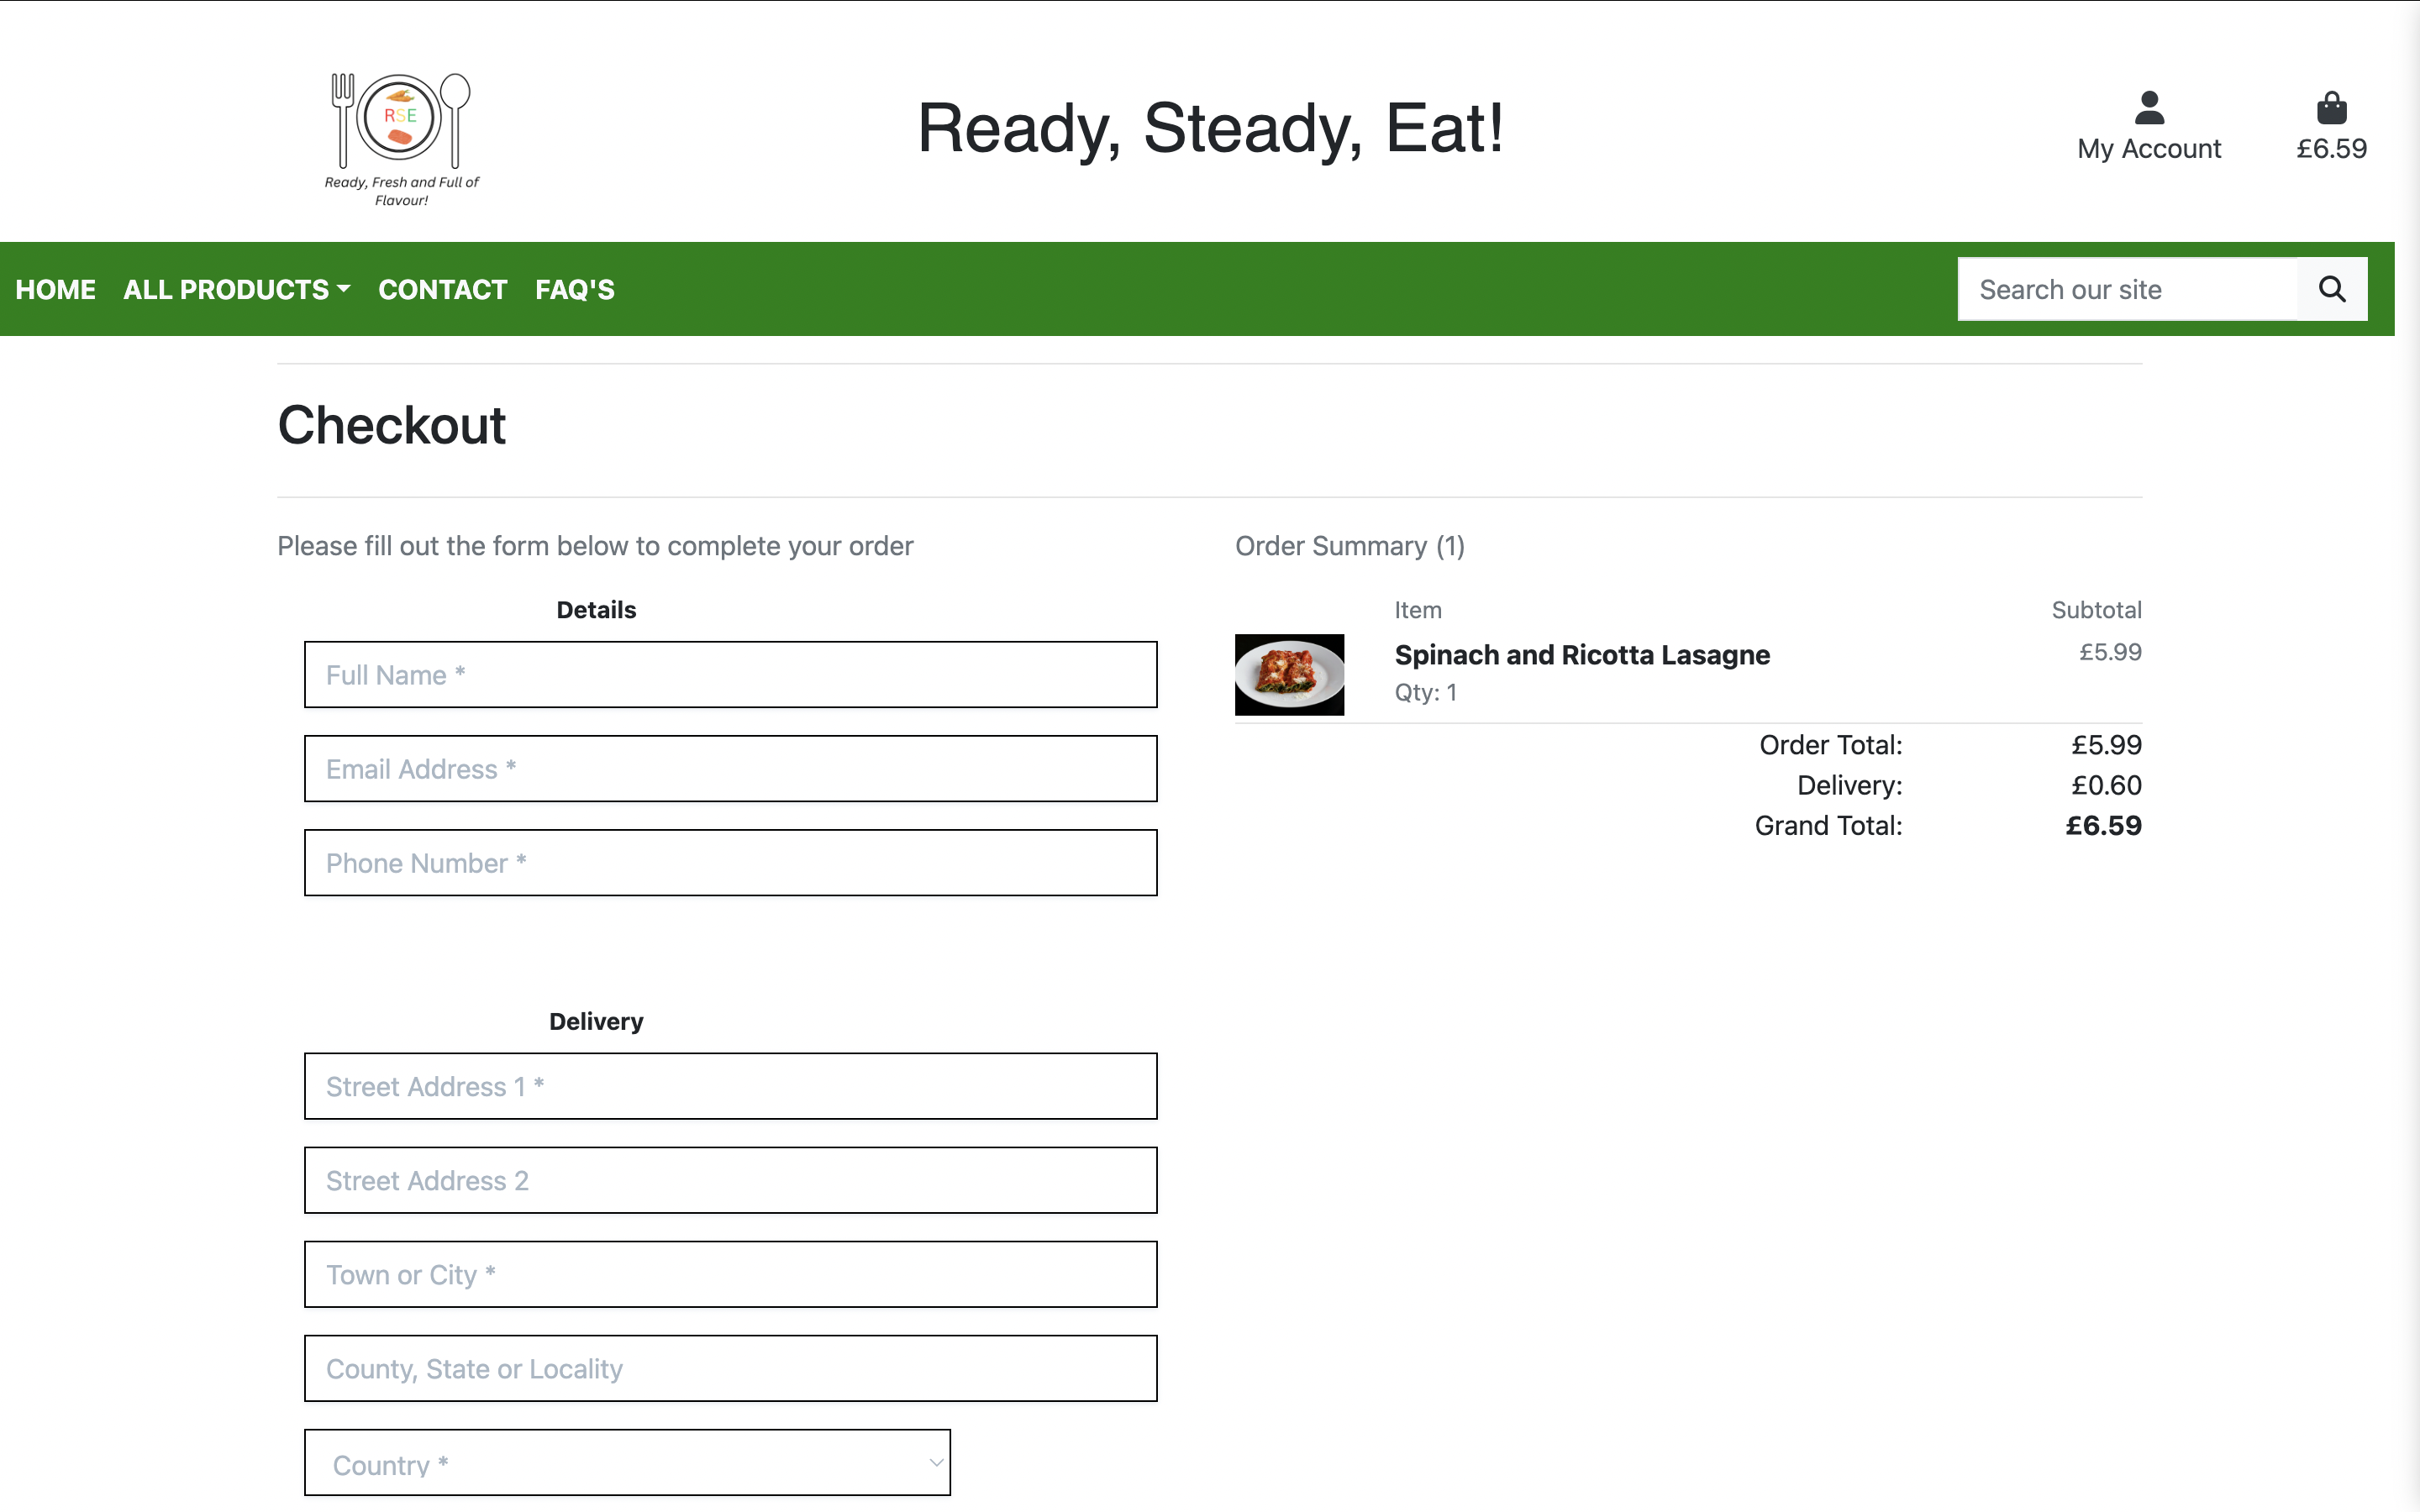 RSE
Ready, Fresh and Full of
Flavour!
Ready, Steady, Eat!
My Account
£6.59
HOME
ALL PRODUCTS
CONTACT
FAQ'S
Search our site
Checkout
Please fill out the form below to complete your order
Details
Full Name *
Email Address *
Phone Number *
Delivery
Street Address 1 *
Street Address 2
Town or City *
County, State or Locality
Country *
Order Summary (1)
Item Subtotal
Spinach and Ricotta Lasagne £5.99
Qty: 1
Order Total: £5.99
Delivery: £0.60
Grand Total: £6.59